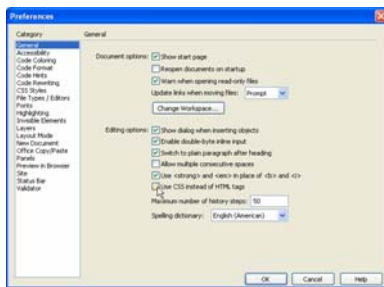 Preferences
Category
General
General
Accessibility
Code Coloring
Code Format
Code Hints
Code Rewriting
CSS Styles
File Types / Editors
Fonts
Highlighting
Invisible Elements
Layers
Layout Mode
New Document
Office Copy/Paste
Panels
Preview in Browser
Site
Status Bar
Validator
Document options: Show start page
Reopen documents on startup
Warn when opening read-only files
Update links when moving files: Prompt
Change Workspace...
Editing options: Show dialog when inserting objects
Enable double-byte inline input
Switch to plain paragraph after heading
Allow multiple consecutive spaces
Use <strong> and <em> in place of <b> and <i>
Use CSS instead of HTML tags
Maximum number of history steps: 50
Spelling dictionary: English (American)
OK Cancel Help